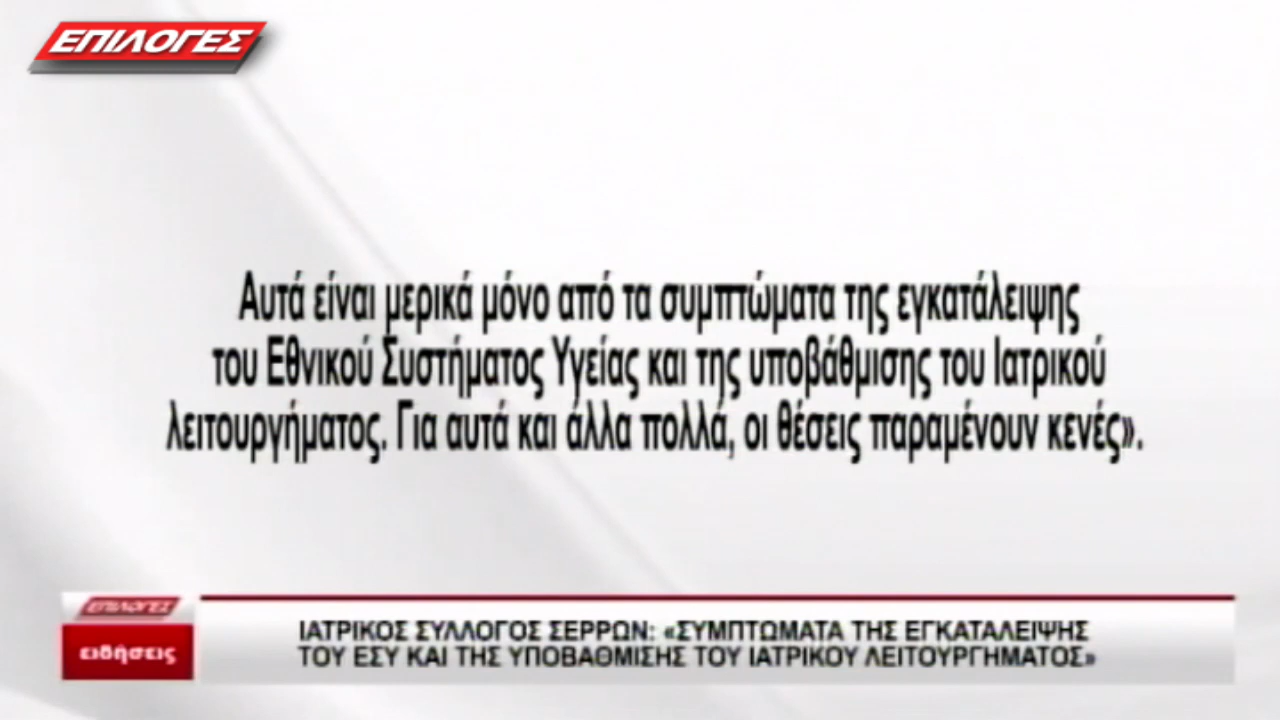 ΕΠΙΛΟΓΕΣ
Αυτά είναι μερικά μόνο από τα συμπτώματα της εγκατάλειψης
του Εθνικού Συστήματος Υγείας και της υποβάθμισης του Ιατρικού
λειτουργήματος. Για αυτά και άλλα πολλά, οι θέσεις παραμένουν κενές».
ΕΠΙΛΟΓΕΣ
ειδήσεις
ΙΑΤΡΙΚΟΣ ΣΥΛΛΟΓΟΣ ΣΕΡΡΩΝ: «ΣΥΜΠΤΩΜΑΤΑ ΤΗΣ ΕΓΚΑΤΑΛΕΙΨΗΣ
ΤΟΥ ΕΣΥ ΚΑΙ ΤΗΣ ΥΠΟΒΑΘΜΙΣΗΣ ΤΟΥ ΙΑΤΡΙΚΟΥ ΛΕΙΤΟΥΡΓΗΜΑΤΟΣ»